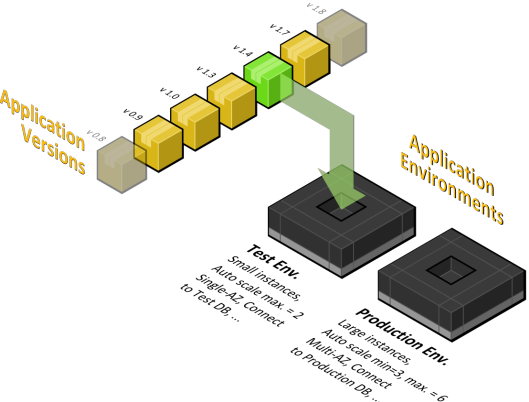 v 1.8
v 1.7
v 1.4
v 1.3
v 1.0
v 0.9
v 0.8
Application
Versions
Application
Environments
Test Env.
Small instances,
Auto scale max. = 2
Single-AZ, Connect
to Test DB, ...
Production Env.
Large instances,
Auto scale min=3, max. = 6
Multi-AZ, Connect
to Production DB, ...